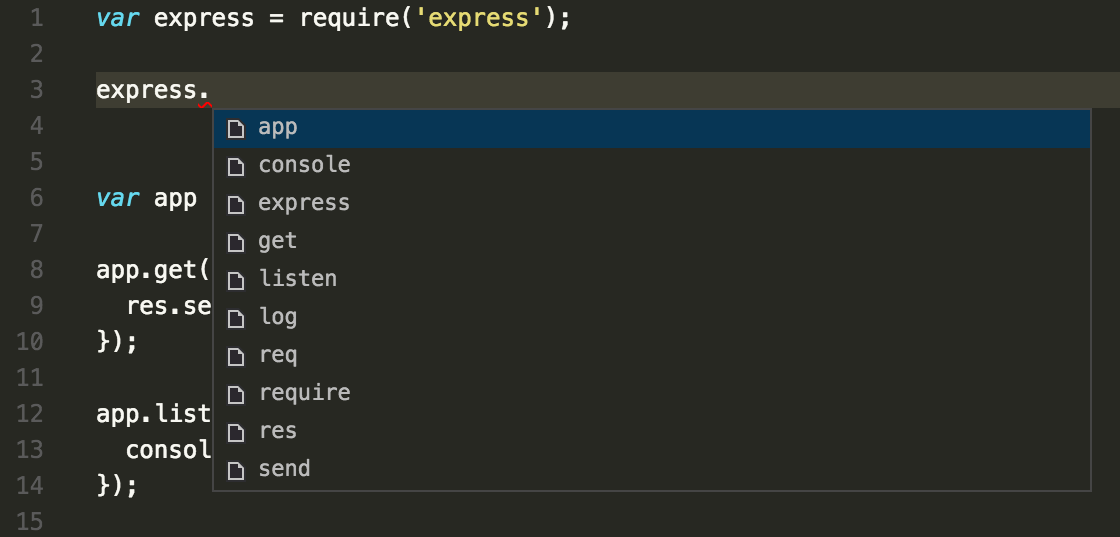 1 var express = require('express');
2
3 express.
4 app
console
5 express
6 var app
get
7 listen
8 app.get(
log
9 res.se
req
10 });
require
11 res
12 app.list
send
13 consol
14 });
15